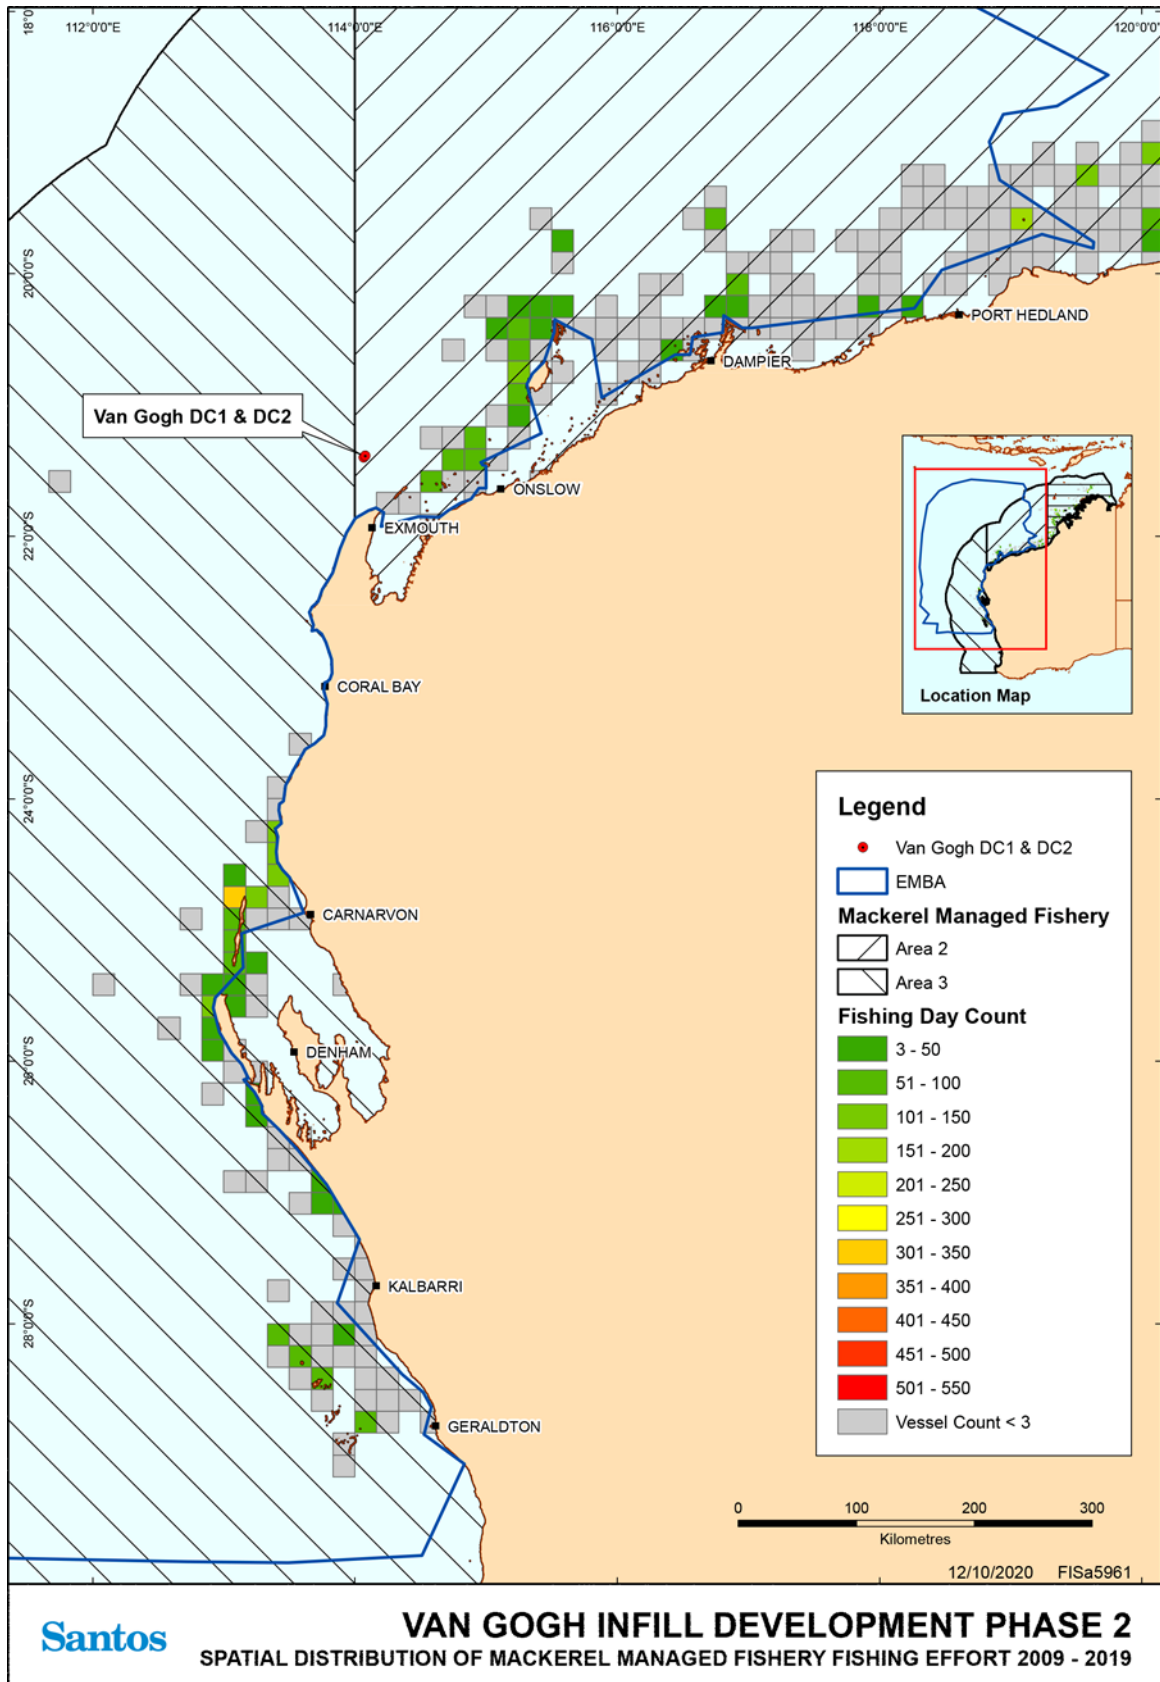 112°0'0"E
114°0'0"E
116°0'0"E
118°0'0"E
120°0'0"
18°0
20°0'0"S
22°0'0"S
24°0'0"S
26°0'0"S
28°0'0"S
PORT HEDLAND
DAMPIER
Van Gogh DC1 & DC2
ONSLOW
EXMOUTH
CORAL BAY
CARNARVON
DENHAM
KALBARRI
GERALDTON
Location Map
Legend
Van Gogh DC1 & DC2
EMBA
Mackerel Managed Fishery
Area 2
Area 3
Fishing Day Count
3 - 50
51 - 100
101 - 150
151 - 200
201 - 250
251 - 300
301 - 350
351 - 400
401 - 450
451 - 500
501 - 550
Vessel Count < 3
0 100 200 300
Kilometres
12/10/2020 FISa5961
Santos
VAN GOGH INFILL DEVELOPMENT PHASE 2
SPATIAL DISTRIBUTION OF MACKEREL MANAGED FISHERY FISHING EFFORT 2009 - 2019